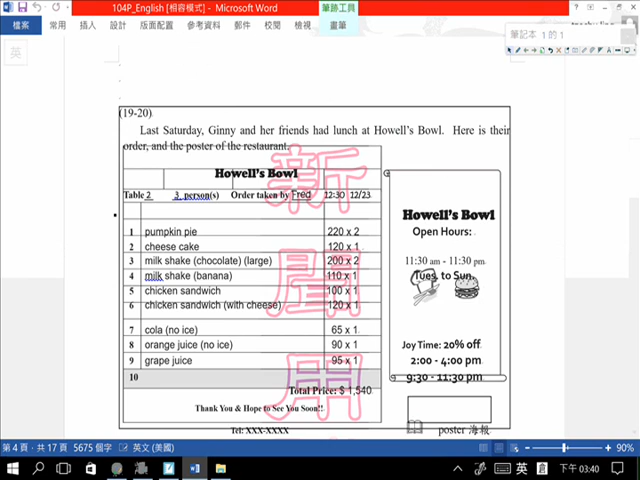 104P_English [相容模式] - Microsoft Word
筆跡工具
檔案 常用 插入 設計 版面配置 參考資料 郵件 校閱 檢視 畫筆
筆記本 1 的 1
英
(19-20)
Last Saturday, Ginny and her friends had lunch at Howell's Bowl. Here is their
order, and the poster of the restaurant.
Howell's Bowl
Table 2 3 person(s) Order taken by Fred 12:30 12/23
1 pumpkin pie 220 x 2
2 cheese cake 120 x 1
3 milk shake (chocolate) (large) 200 x 2
4 milk shake (banana) 110 x 1
5 chicken sandwich 100 x 1
6 chicken sandwich (with cheese) 120 x 1
7 cola (no ice) 65 x 1
8 orange juice (no ice) 90 x 1
9 grape juice 95 x 1
10
Total Price: $ 1,540
Thank You & Hope to See You Soon!!
Tel: XXX-XXXX
Howell's Bowl
Open Hours:
11:30 am - 11:30 pm
Tues. to Sun.
Joy Time: 20% off
2:00 - 4:00 pm
9:30 - 11:30 pm
poster 海報
新聞用
第 4 頁，共 17 頁 5675 個字 英文 (美國) 90%
英 下午 03:40